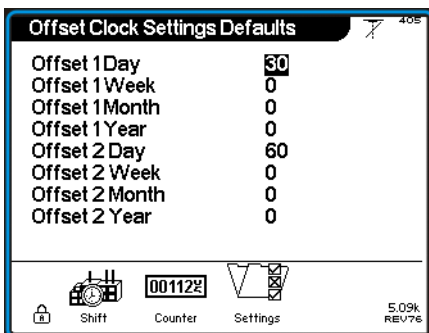 Offset Clock Settings Defaults
405
Offset 1 Day 30
Offset 1 Week 0
Offset 1 Month 0
Offset 1 Year 0
Offset 2 Day 60
Offset 2 Week 0
Offset 2 Month 0
Offset 2 Year 0
Shift
Counter
Settings
5.09k
REV76